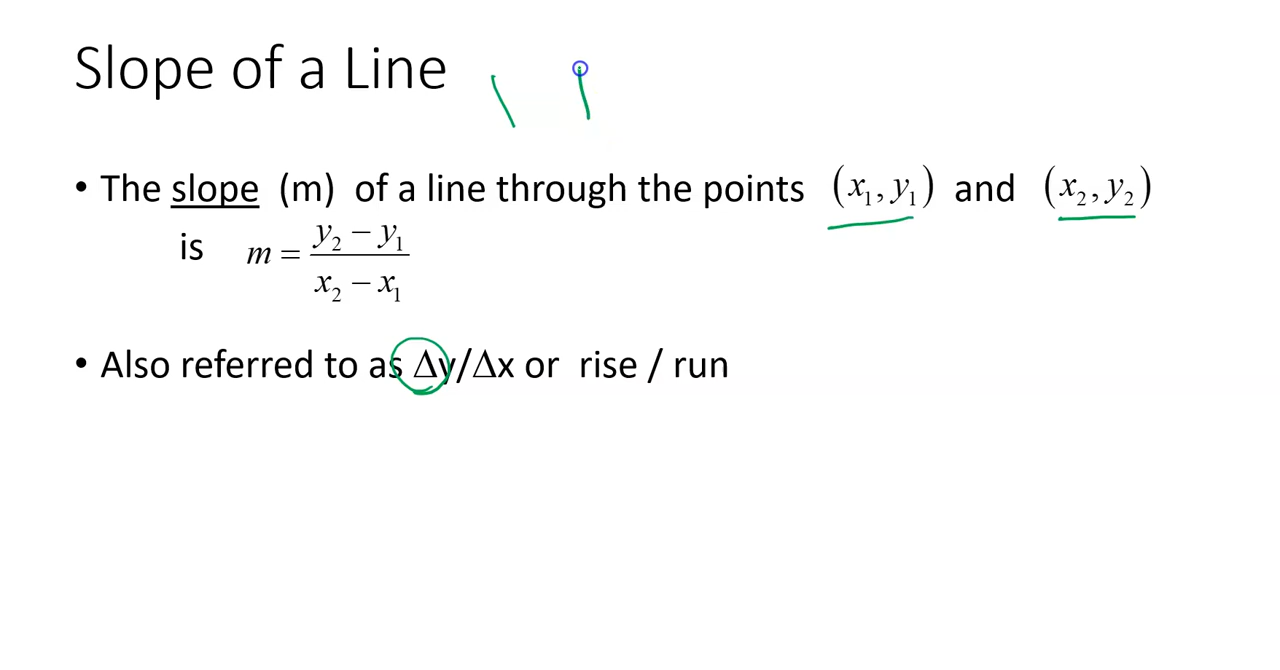 Slope of a Line
• The slope (m) of a line through the points (x₁, y₁) and (x₂, y₂)
is m = (y₂ − y₁) / (x₂ − x₁)
• Also referred to as Δy/Δx or rise / run